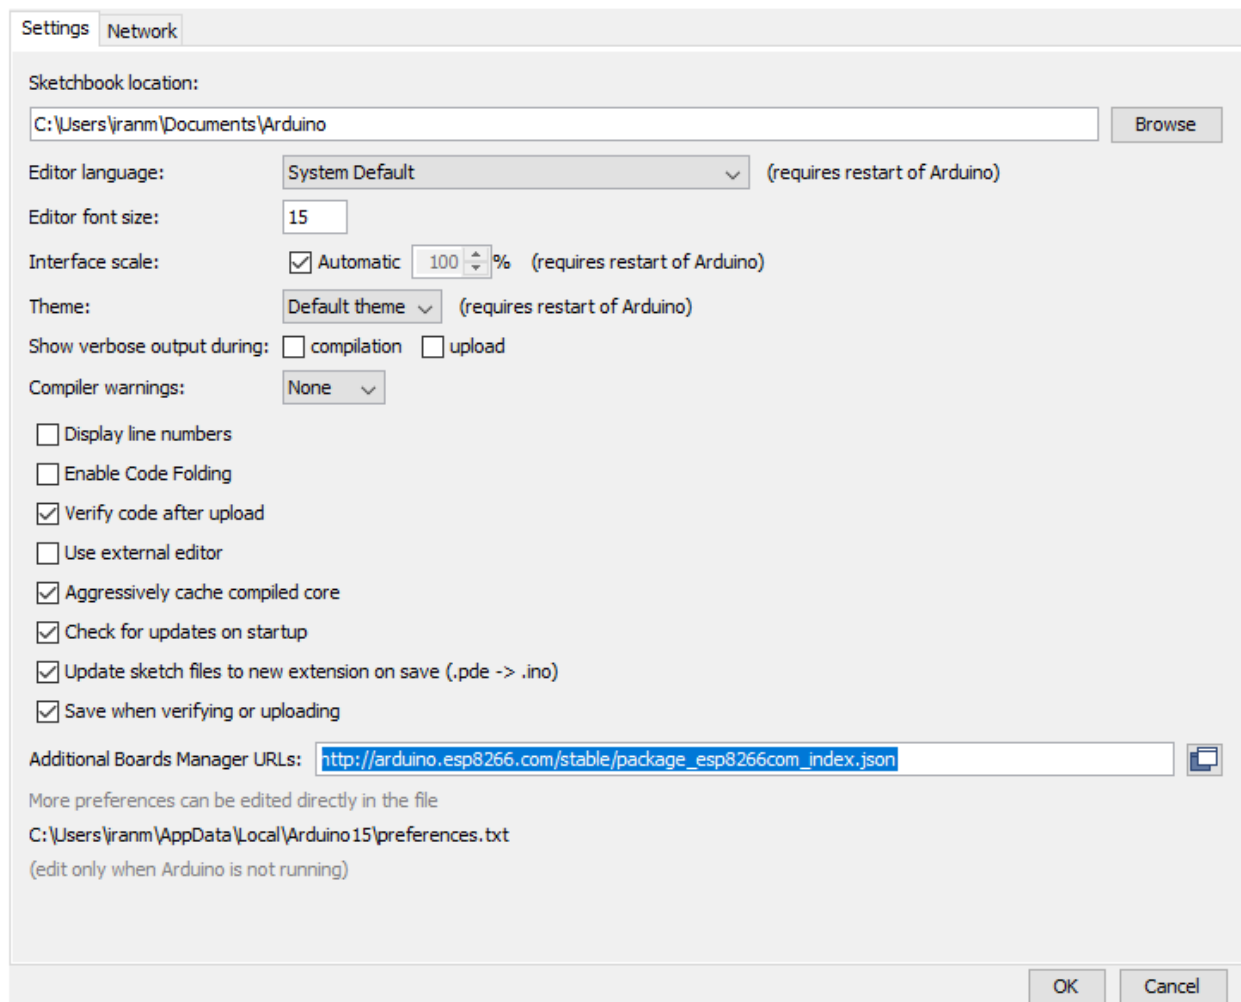 Settings Network
Sketchbook location:
C:\Users\iranm\Documents\Arduino Browse
Editor language: System Default (requires restart of Arduino)
Editor font size: 15
Interface scale: Automatic 100 % (requires restart of Arduino)
Theme: Default theme (requires restart of Arduino)
Show verbose output during: compilation upload
Compiler warnings: None
Display line numbers
Enable Code Folding
Verify code after upload
Use external editor
Aggressively cache compiled core
Check for updates on startup
Update sketch files to new extension on save (.pde -> .ino)
Save when verifying or uploading
Additional Boards Manager URLs: http://arduino.esp8266.com/stable/package_esp8266com_index.json
More preferences can be edited directly in the file
C:\Users\iranm\AppData\Local\Arduino15\preferences.txt
(edit only when Arduino is not running)
OK Cancel